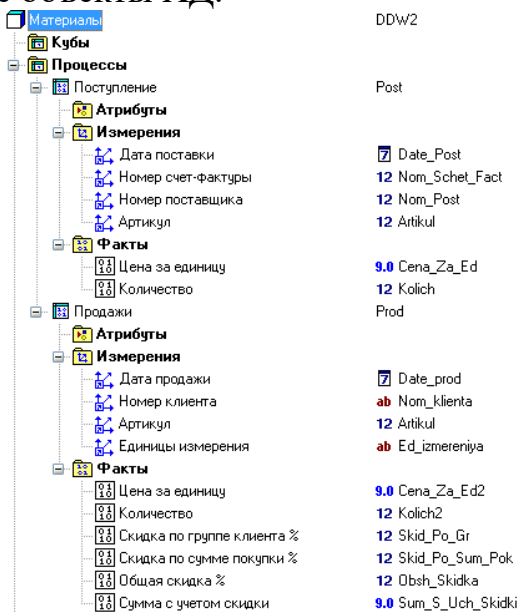 е объекты ХД:
Материалы DDW2
Кубы
Процессы
Поступление Post
Атрибуты
Измерения
Дата поставки 7 Date_Post
Номер счет-фактуры 12 Nom_Schet_Fact
Номер поставщика 12 Nom_Post
Артикул 12 Artikul
Факты
Цена за единицу 9.0 Cena_Za_Ed
Количество 12 Kolich
Продажи Prod
Атрибуты
Измерения
Дата продажи 7 Date_prod
Номер клиента ab Nom_klienta
Артикул 12 Artikul
Единицы измерения ab Ed_izmereniya
Факты
Цена за единицу 9.0 Cena_Za_Ed2
Количество 12 Kolich2
Скидка по группе клиента % 12 Skid_Po_Gr
Скидка по сумме покупки % 12 Skid_Po_Sum_Pok
Общая скидка % 12 Obsh_Skidka
Сумма с учетом скидки 9.0 Sum_S_Uch_Skidki